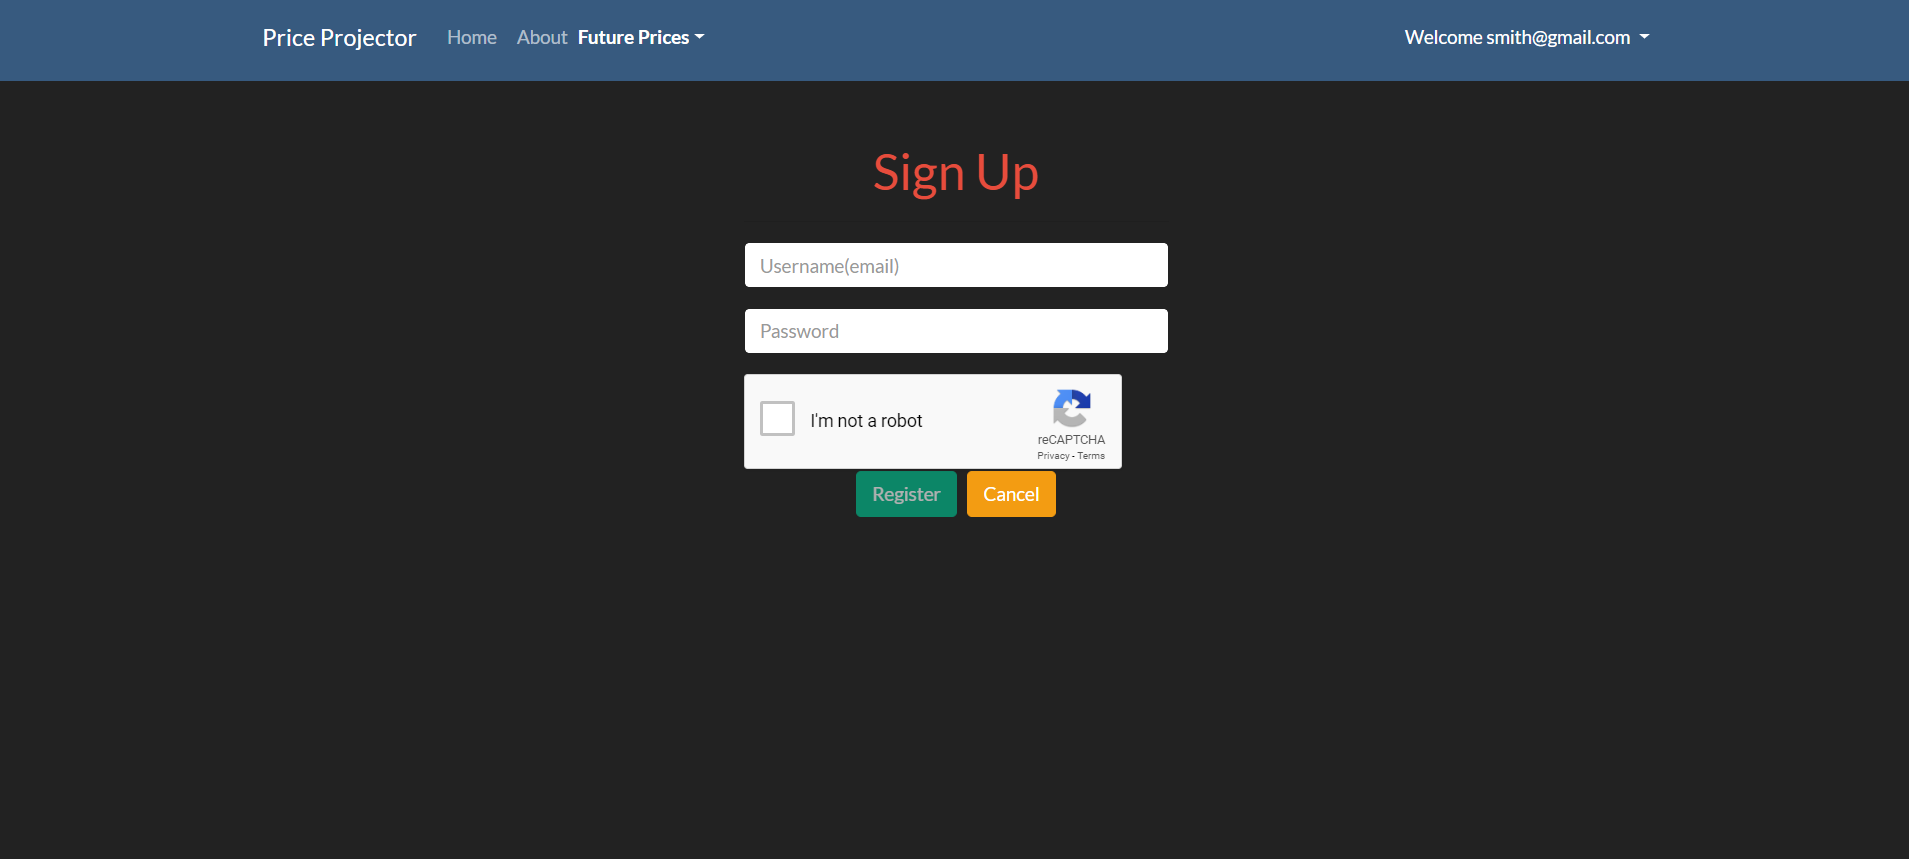 Price Projector Home About Future Prices Welcome smith@gmail.com
Sign Up
Username(email)
Password
I'm not a robot
reCAPTCHA
Privacy - Terms
Register Cancel